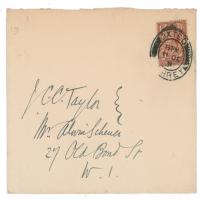 J. C. C. Taylor
Mr. Alwin Scheuer
27 Old Bond St
W. 1.